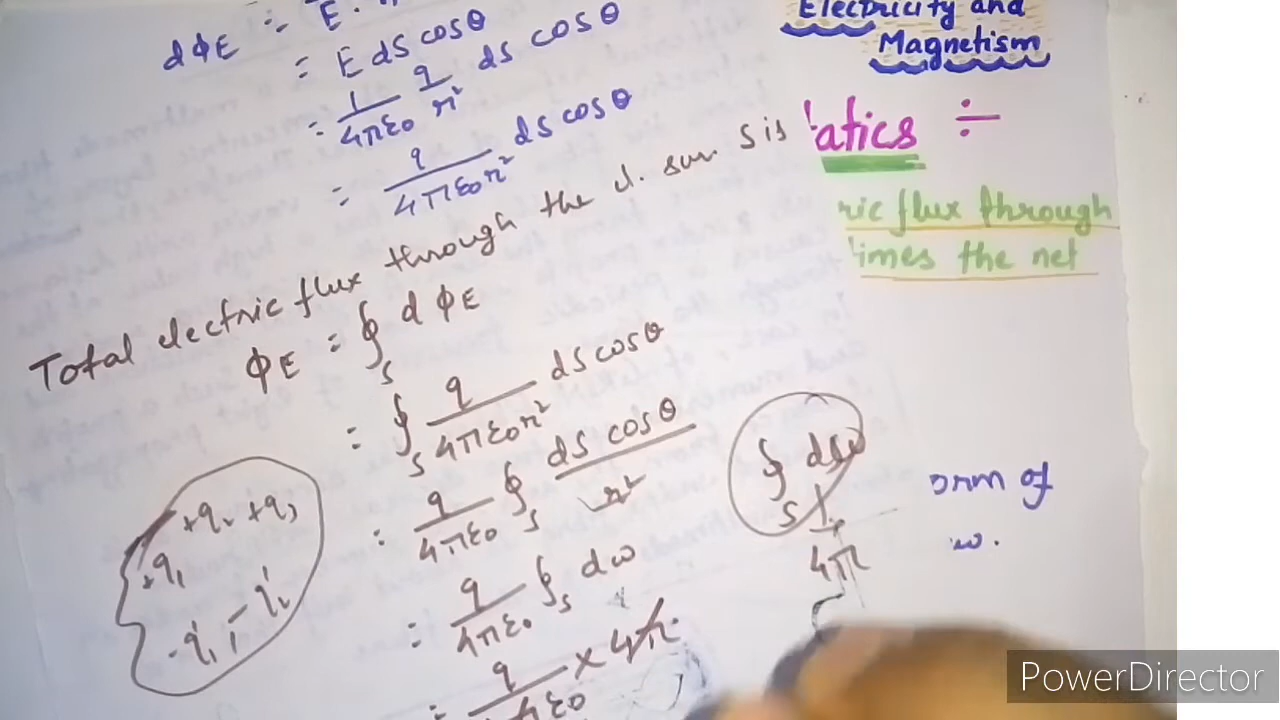 dϕE = E.
= E dS cosθ
= 1/4πε₀ q/r² ds cosθ
= q/4πε₀r² ds cosθ
Total electric flux through the d. sur. S is
ϕE = ∮s dϕE
= ∮s q/4πε₀r² ds cosθ
= q/4πε₀ ∮s ds cosθ/r²
= q/4πε₀ ∮s dω
= q/4πε₀ × 4π
+q₁ +q₂ +q₃
-q₁' -q₂'
∮s dω
↓
4π
Electricity and
Magnetism
atics ÷
ric flux through
times the net
orm of
w.
PowerDirector